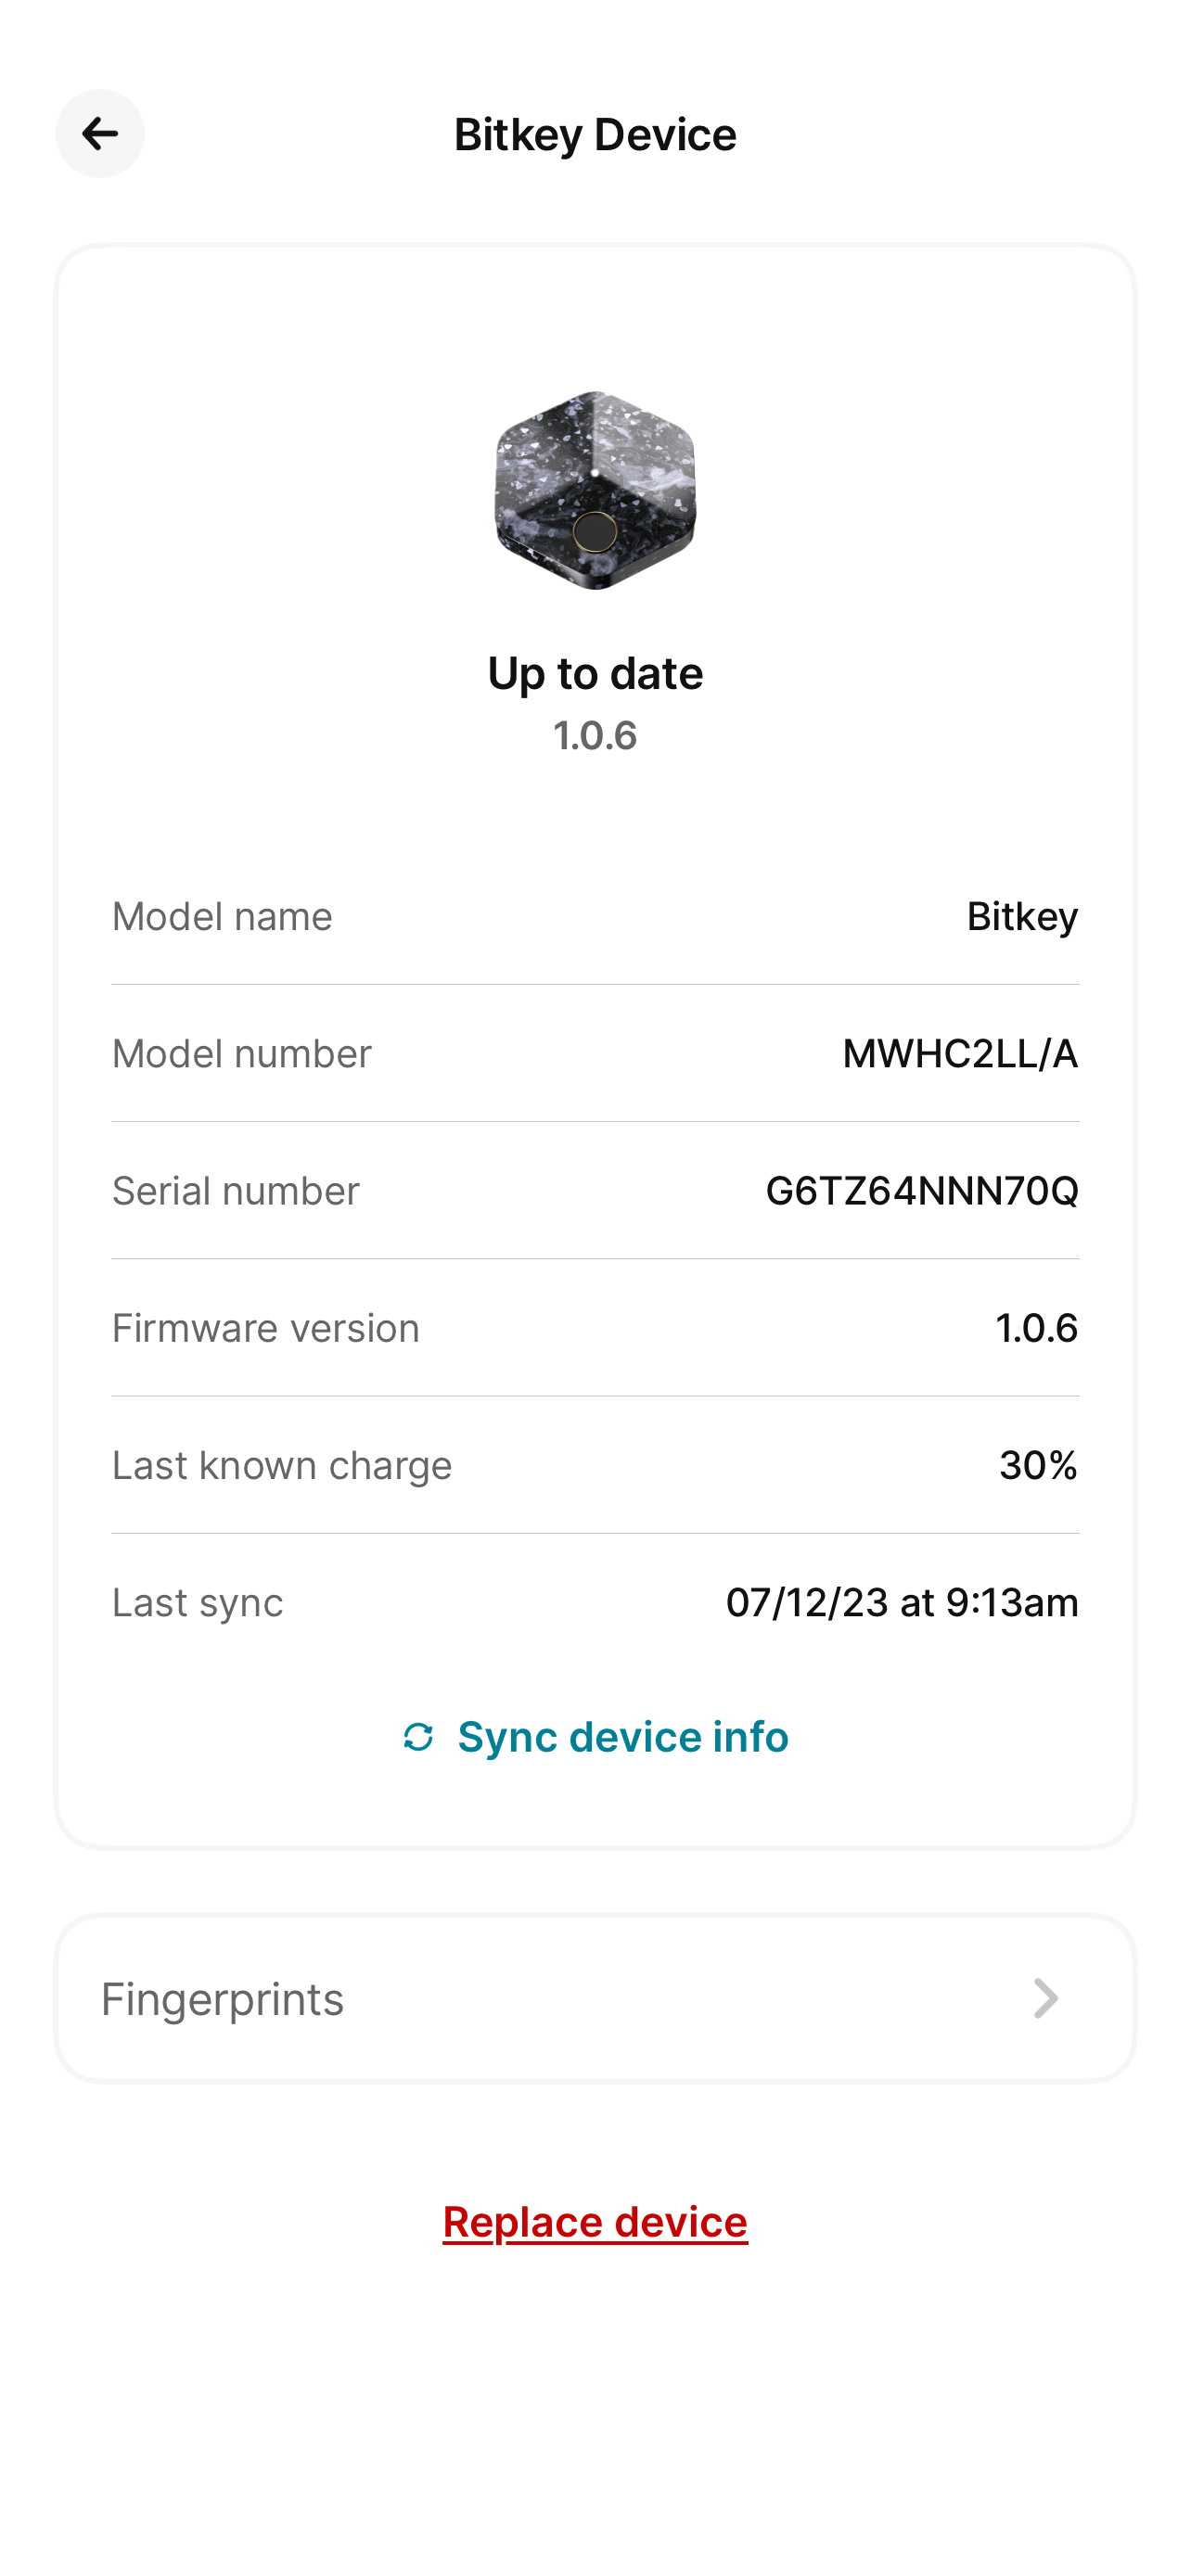 Bitkey Device
Up to date
1.0.6
Model name Bitkey
Model number MWHC2LL/A
Serial number G6TZ64NNN70Q
Firmware version 1.0.6
Last known charge 30%
Last sync 07/12/23 at 9:13am
Sync device info
Fingerprints
Replace device